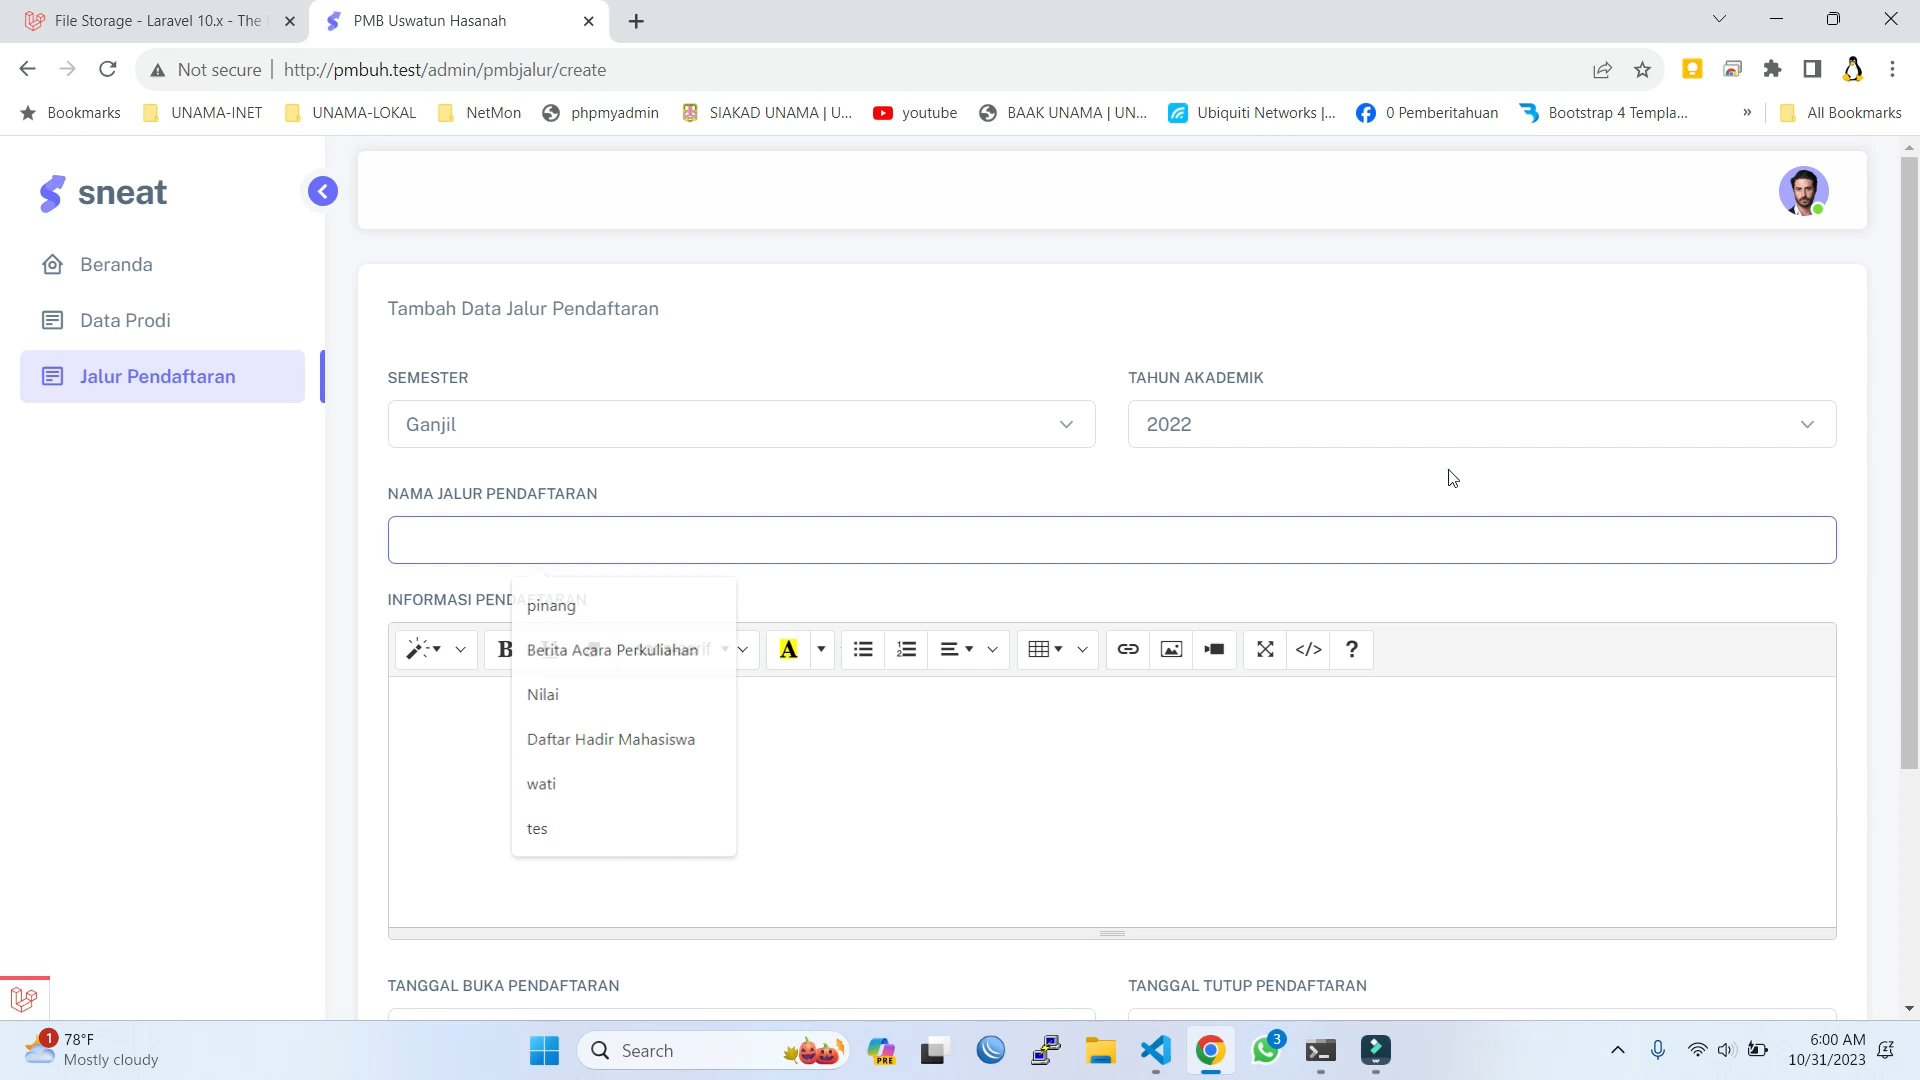 File Storage - Laravel 10.x - The
PMB Uswatun Hasanah
Not secure
http://pmbuh.test/admin/pmbjalur/create
Bookmarks
UNAMA-INET
UNAMA-LOKAL
NetMon
phpmyadmin
SIAKAD UNAMA | U...
youtube
BAAK UNAMA | UN...
Ubiquiti Networks |...
0 Pemberitahuan
Bootstrap 4 Templa...
»
All Bookmarks
sneat
Beranda
Data Prodi
Jalur Pendaftaran
Tambah Data Jalur Pendaftaran
SEMESTER
TAHUN AKADEMIK
Ganjil
2022
NAMA JALUR PENDAFTARAN
INFORMASI PENDAFTARAN
pinang
Berita Acara Perkuliahan
Nilai
Daftar Hadir Mahasiswa
wati
tes
B
A
</>
?
TANGGAL BUKA PENDAFTARAN
TANGGAL TUTUP PENDAFTARAN
1
78°F
Mostly cloudy
Search
PRE
3
6:00 AM
10/31/2023